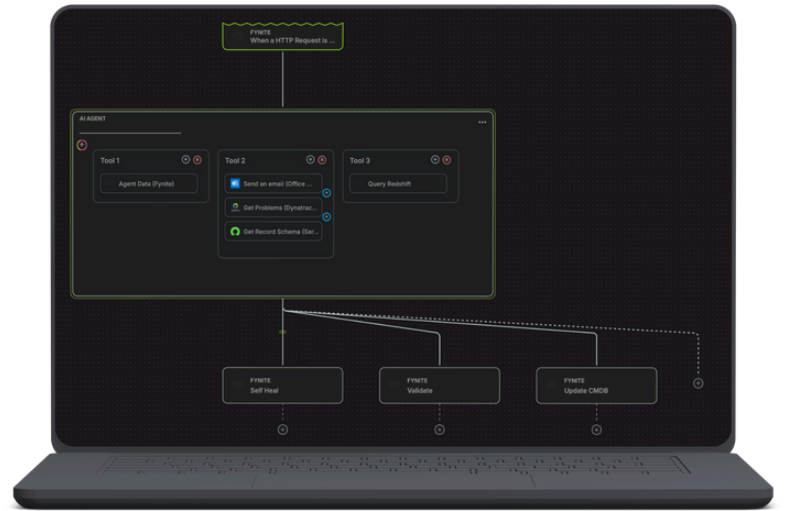 FYNITE
When a HTTP Request is ...
AI AGENT
Tool 1
Tool 2
Tool 3
Agent Data (Fynite)
Send an email (Office ...
Query Redshift
Get Problems (Dynatrac...
Get Record Schema (Ser...
FYNITE
Self Heal
FYNITE
Validate
FYNITE
Update CMDB